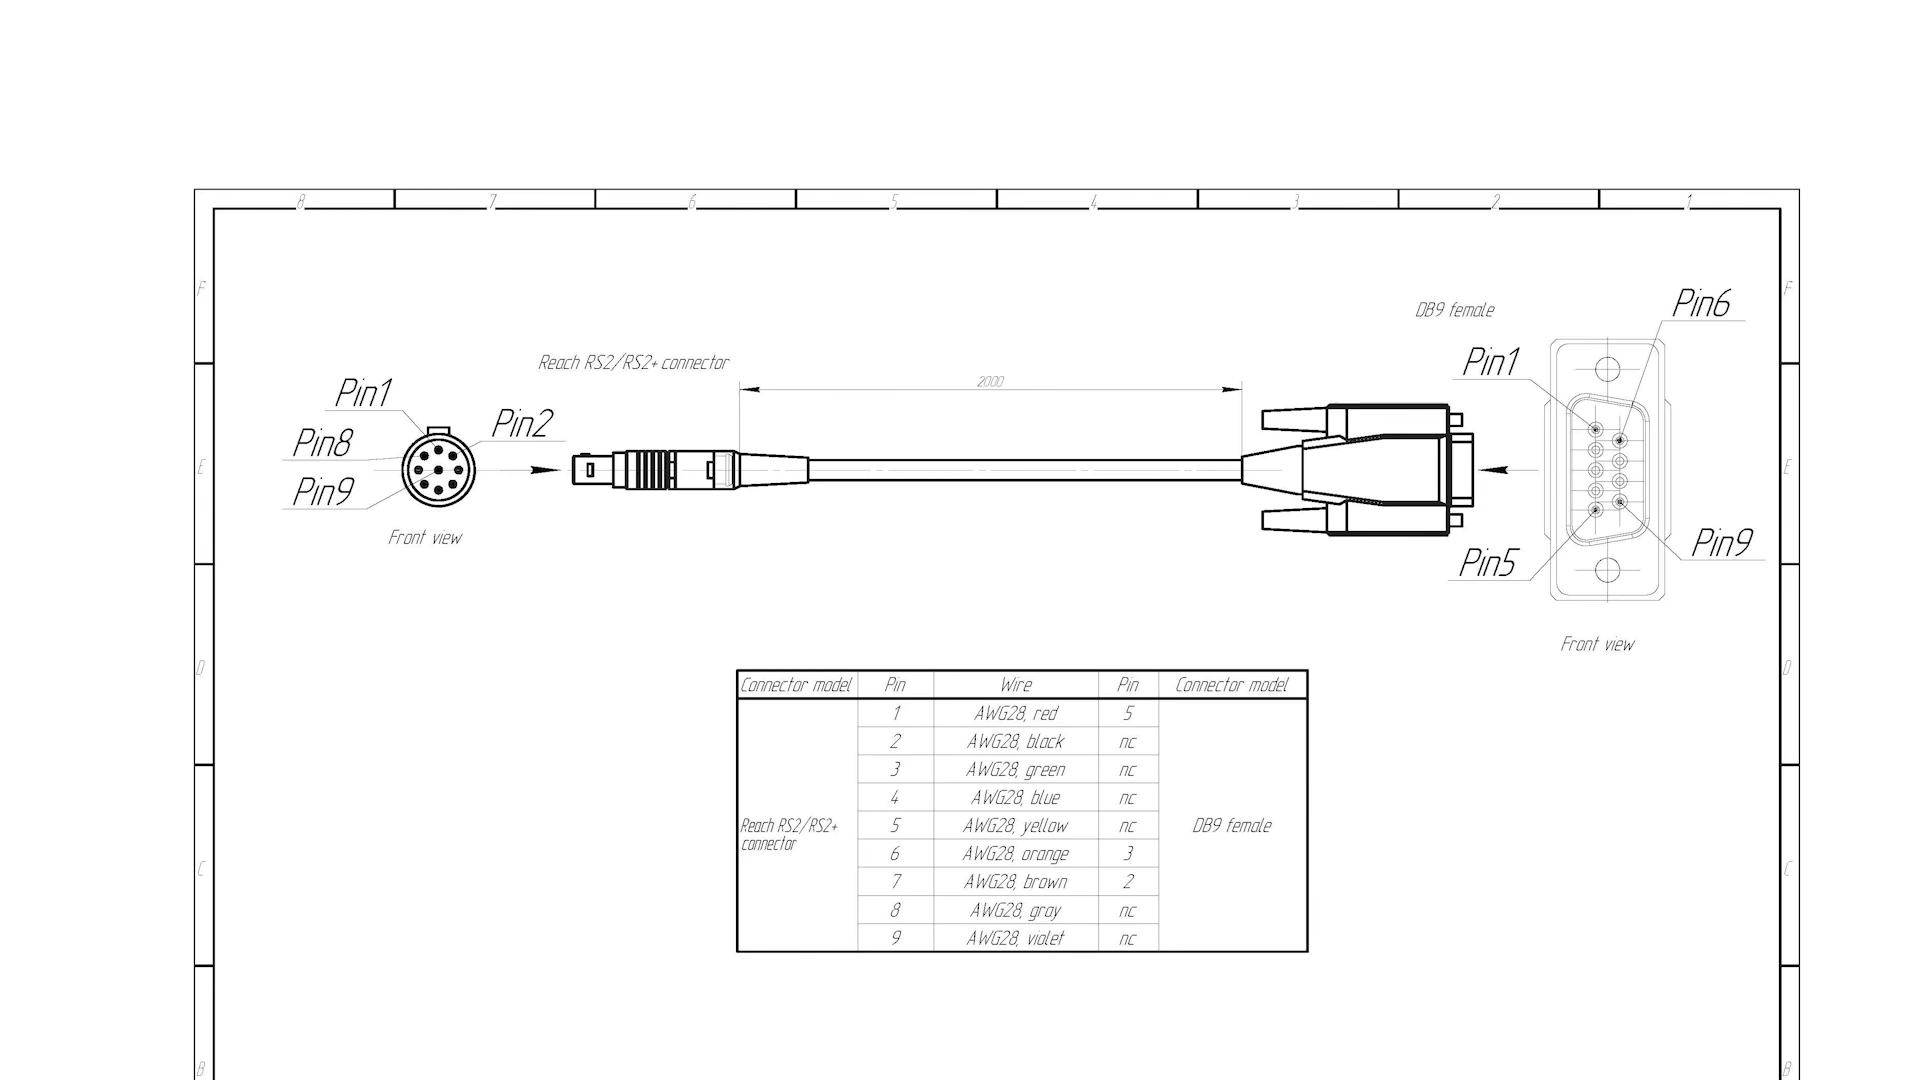 8 7 6 5 4 3 2 1
F F
DB9 female
Pin6
Reach RS2/RS2+ connector
Pin1
2000
Pin1
Pin2
Pin8
E E
Pin9
Front view
Pin9
Pin5
Front view
D D
Connector model Pin Wire Pin Connector model
1 AWG28, red 5
2 AWG28, black nc
3 AWG28, green nc
4 AWG28, blue nc
Reach RS2/RS2+
connector
5 AWG28, yellow nc
DB9 female
6 AWG28, orange 3
7 AWG28, brown 2
8 AWG28, gray nc
9 AWG28, violet nc
C C
B B